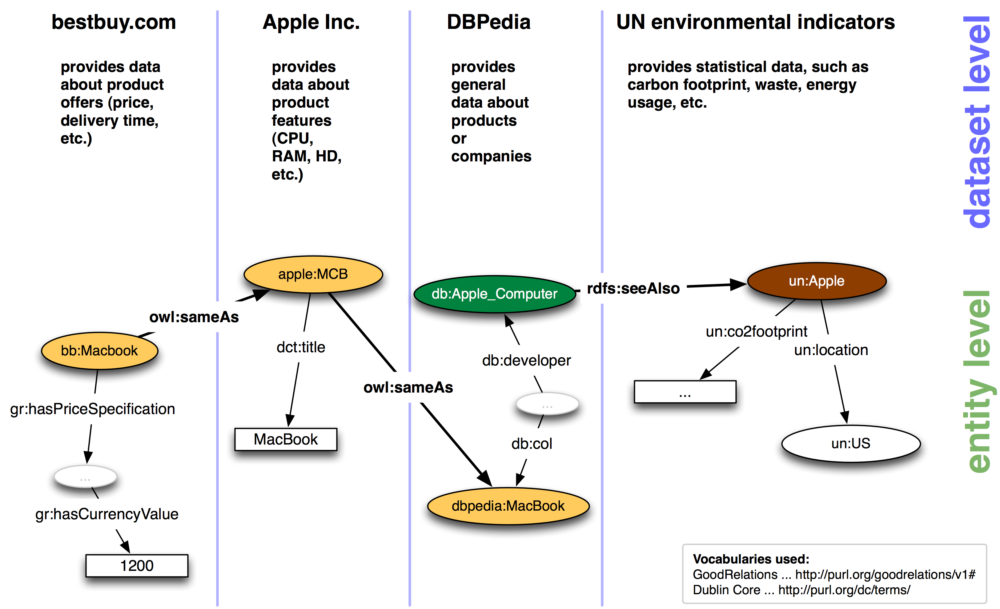 bestbuy.com
provides data
about product
offers (price,
delivery time,
etc.)
Apple Inc.
provides
data about
product
features
(CPU,
RAM, HD,
etc.)
DBPedia
provides
general
data about
products
or
companies
UN environmental indicators
provides statistical data, such as
carbon footprint, waste, energy
usage, etc.
dataset level
entity level
bb:Macbook
owl:sameAs
gr:hasPriceSpecification
...
gr:hasCurrencyValue
1200
apple:MCB
dct:title
MacBook
owl:sameAs
db:Apple_Computer
rdfs:seeAlso
db:developer
...
db:col
dbpedia:MacBook
un:Apple
un:co2footprint
un:location
...
un:US
Vocabularies used:
GoodRelations ... http://purl.org/goodrelations/v1#
Dublin Core ... http://purl.org/dc/terms/